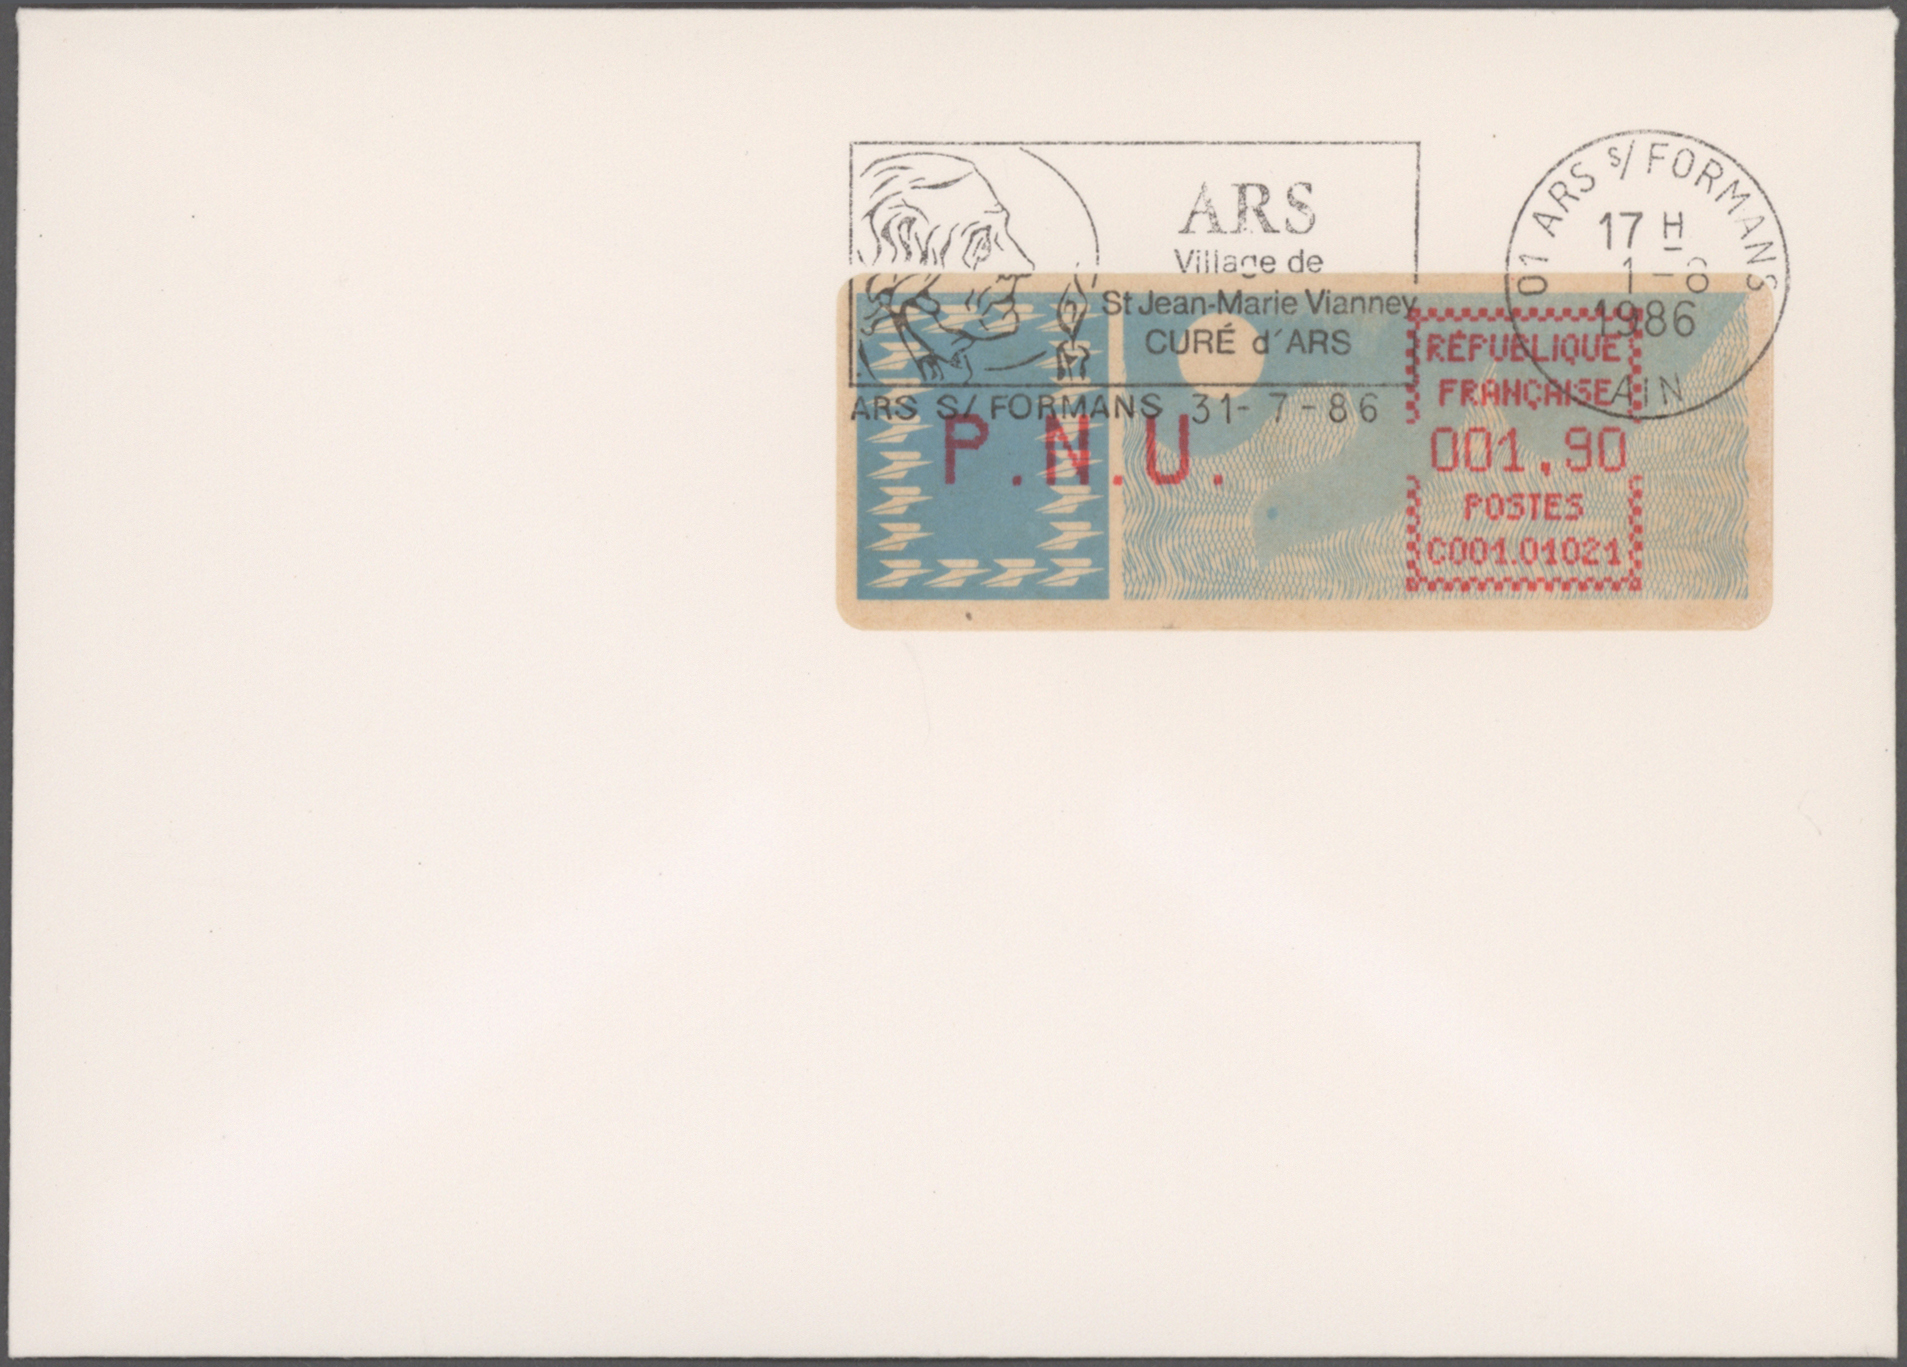 ARS
Village de
St Jean-Marie Vianney
CURÉ d'ARS
ARS S/ FORMANS 31-7-86
01 ARS s/ FORMANS
17 H
1-8
1986
AIN
P.N.U.
RÉPUBLIQUE
FRANÇAISE
001.90
POSTES
C001.01021